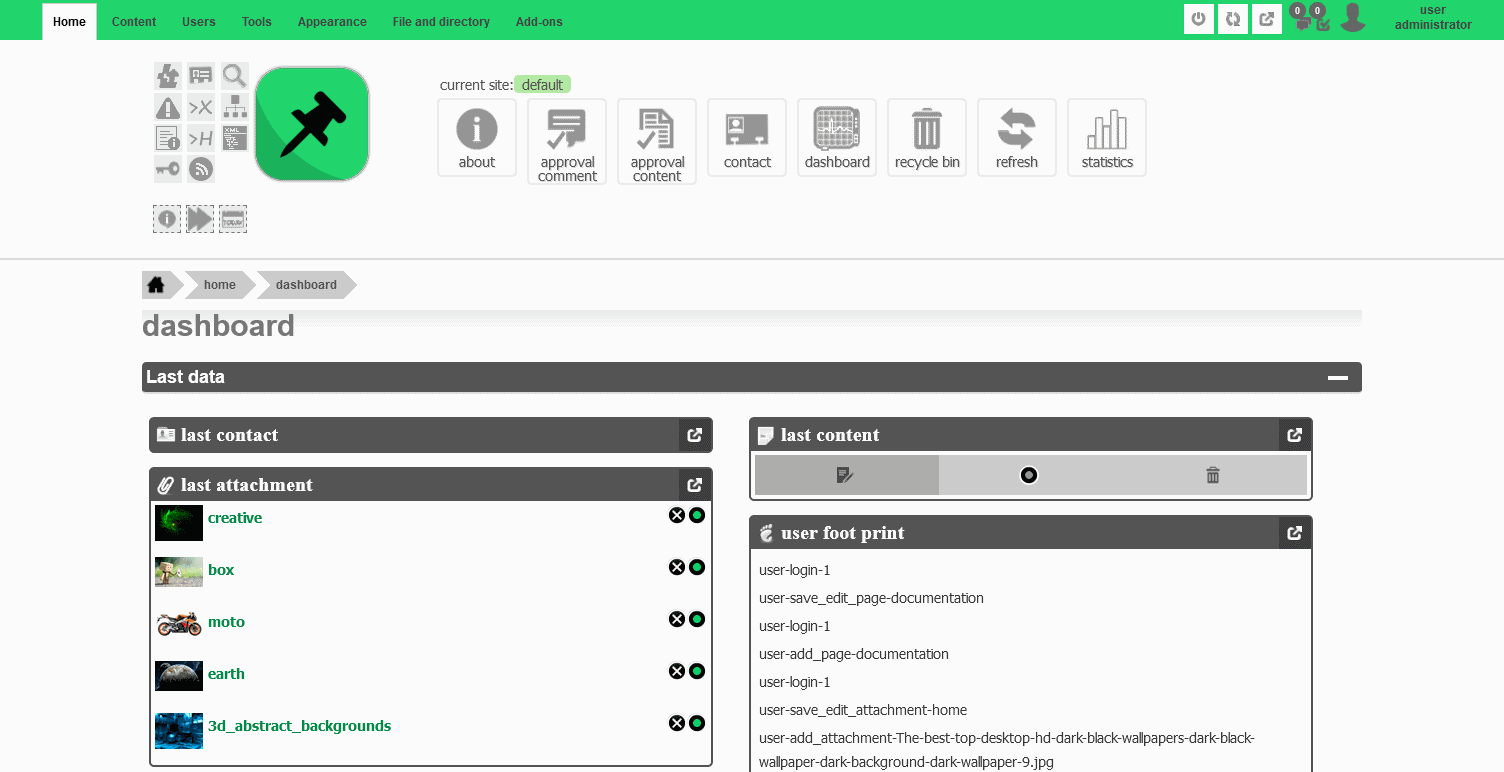 Home Content Users Tools Appearance File and directory Add-ons
0 0
user
administrator
current site: default
>X
>H
XML
about
approval
comment
approval
content
contact
dashboard
recycle bin
refresh
statistics
TODAY
home
dashboard
dashboard
Last data
last contact
last attachment
creative
box
moto
earth
3d_abstract_backgrounds
last content
user foot print
user-login-1
user-save_edit_page-documentation
user-login-1
user-add_page-documentation
user-login-1
user-save_edit_attachment-home
user-add_attachment-The-best-top-desktop-hd-dark-black-wallpapers-dark-black-
wallpaper-dark-background-dark-wallpaper-9.jpg